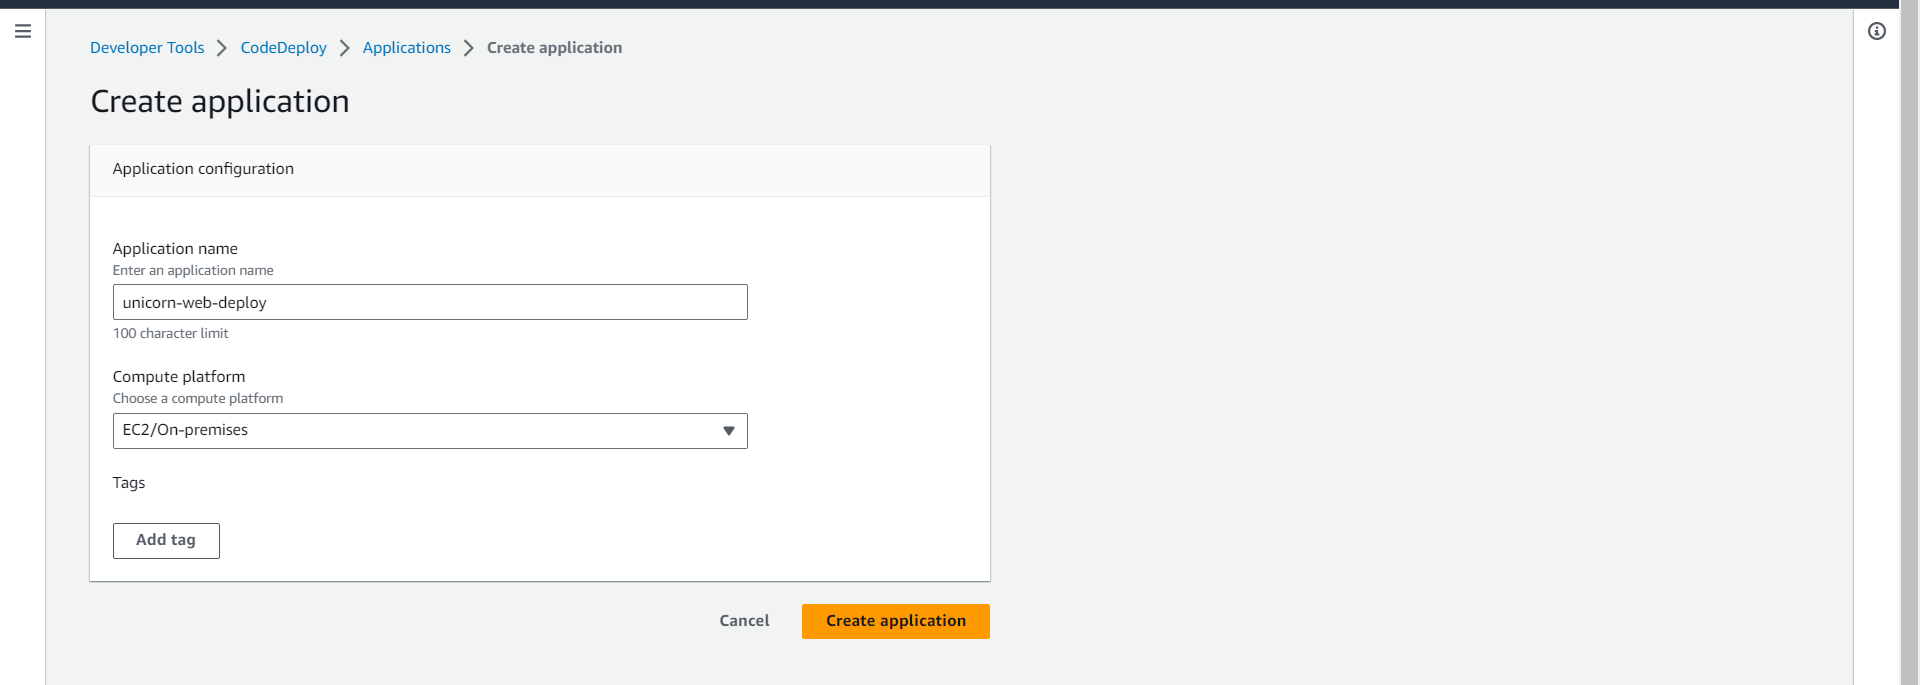 Developer Tools > CodeDeploy > Applications > Create application
Create application
Application configuration
Application name
Enter an application name
unicorn-web-deploy
100 character limit
Compute platform
Choose a compute platform
EC2/On-premises
Tags
Add tag
Cancel Create application